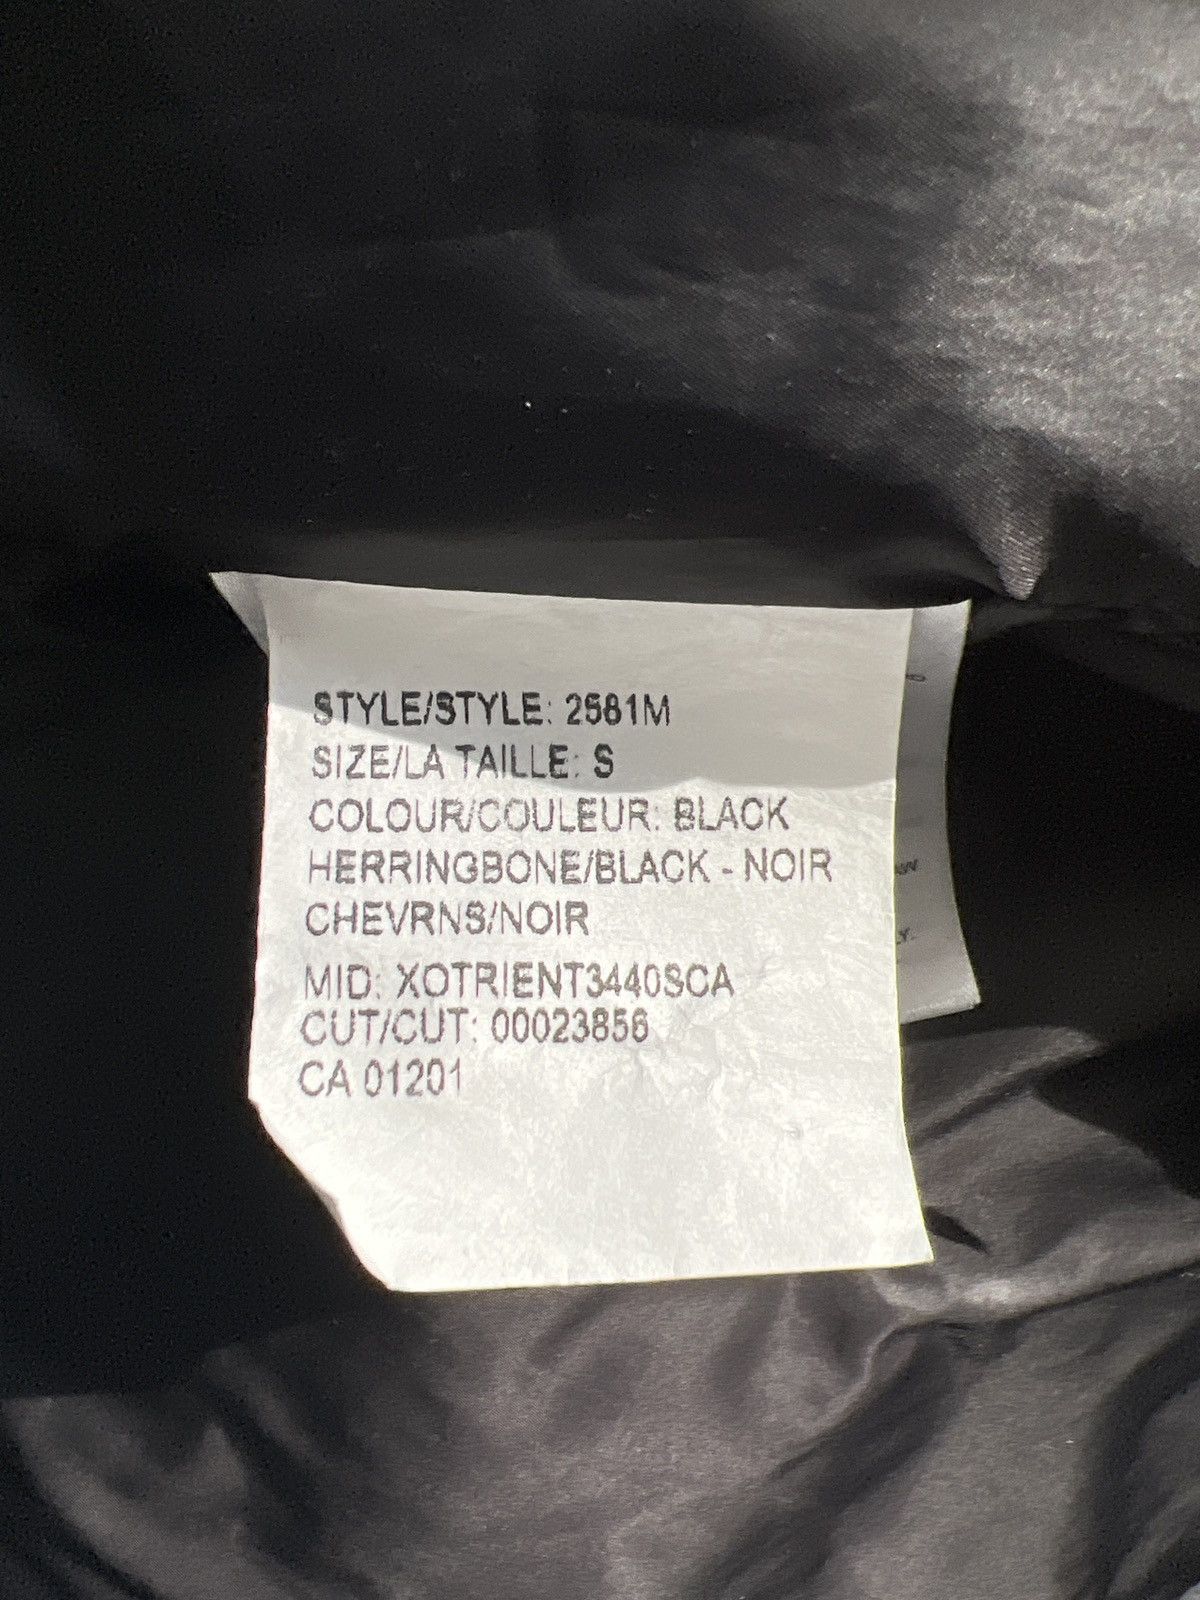 STYLE/STYLE: 2581M
SIZE/LA TAILLE: S
COLOUR/COULEUR: BLACK
HERRINGBONE/BLACK - NOIR
CHEVRNS/NOIR
MID: XOTRIENT3440SCA
CUT/CUT: 00023856
CA 01201